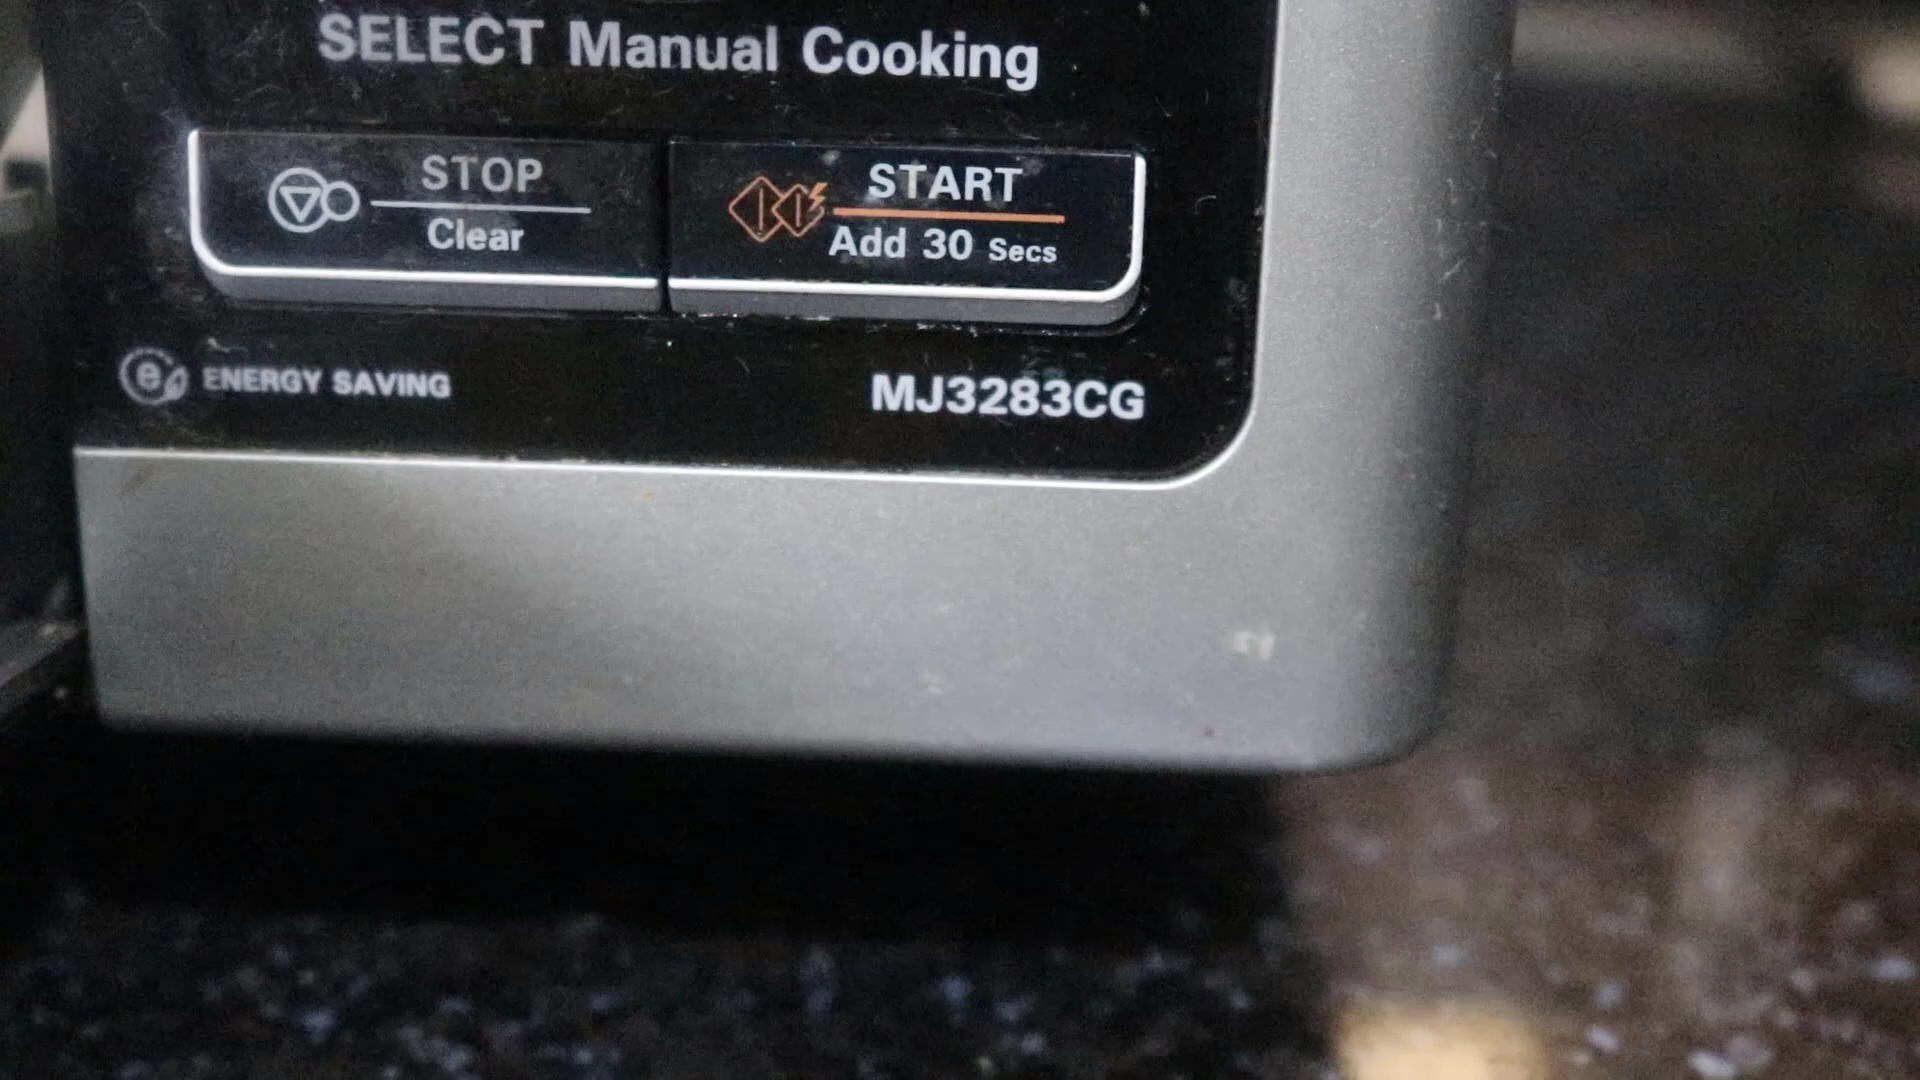 SELECT Manual Cooking
STOP
Clear
START
Add 30 Secs
e ENERGY SAVING
MJ3283CG